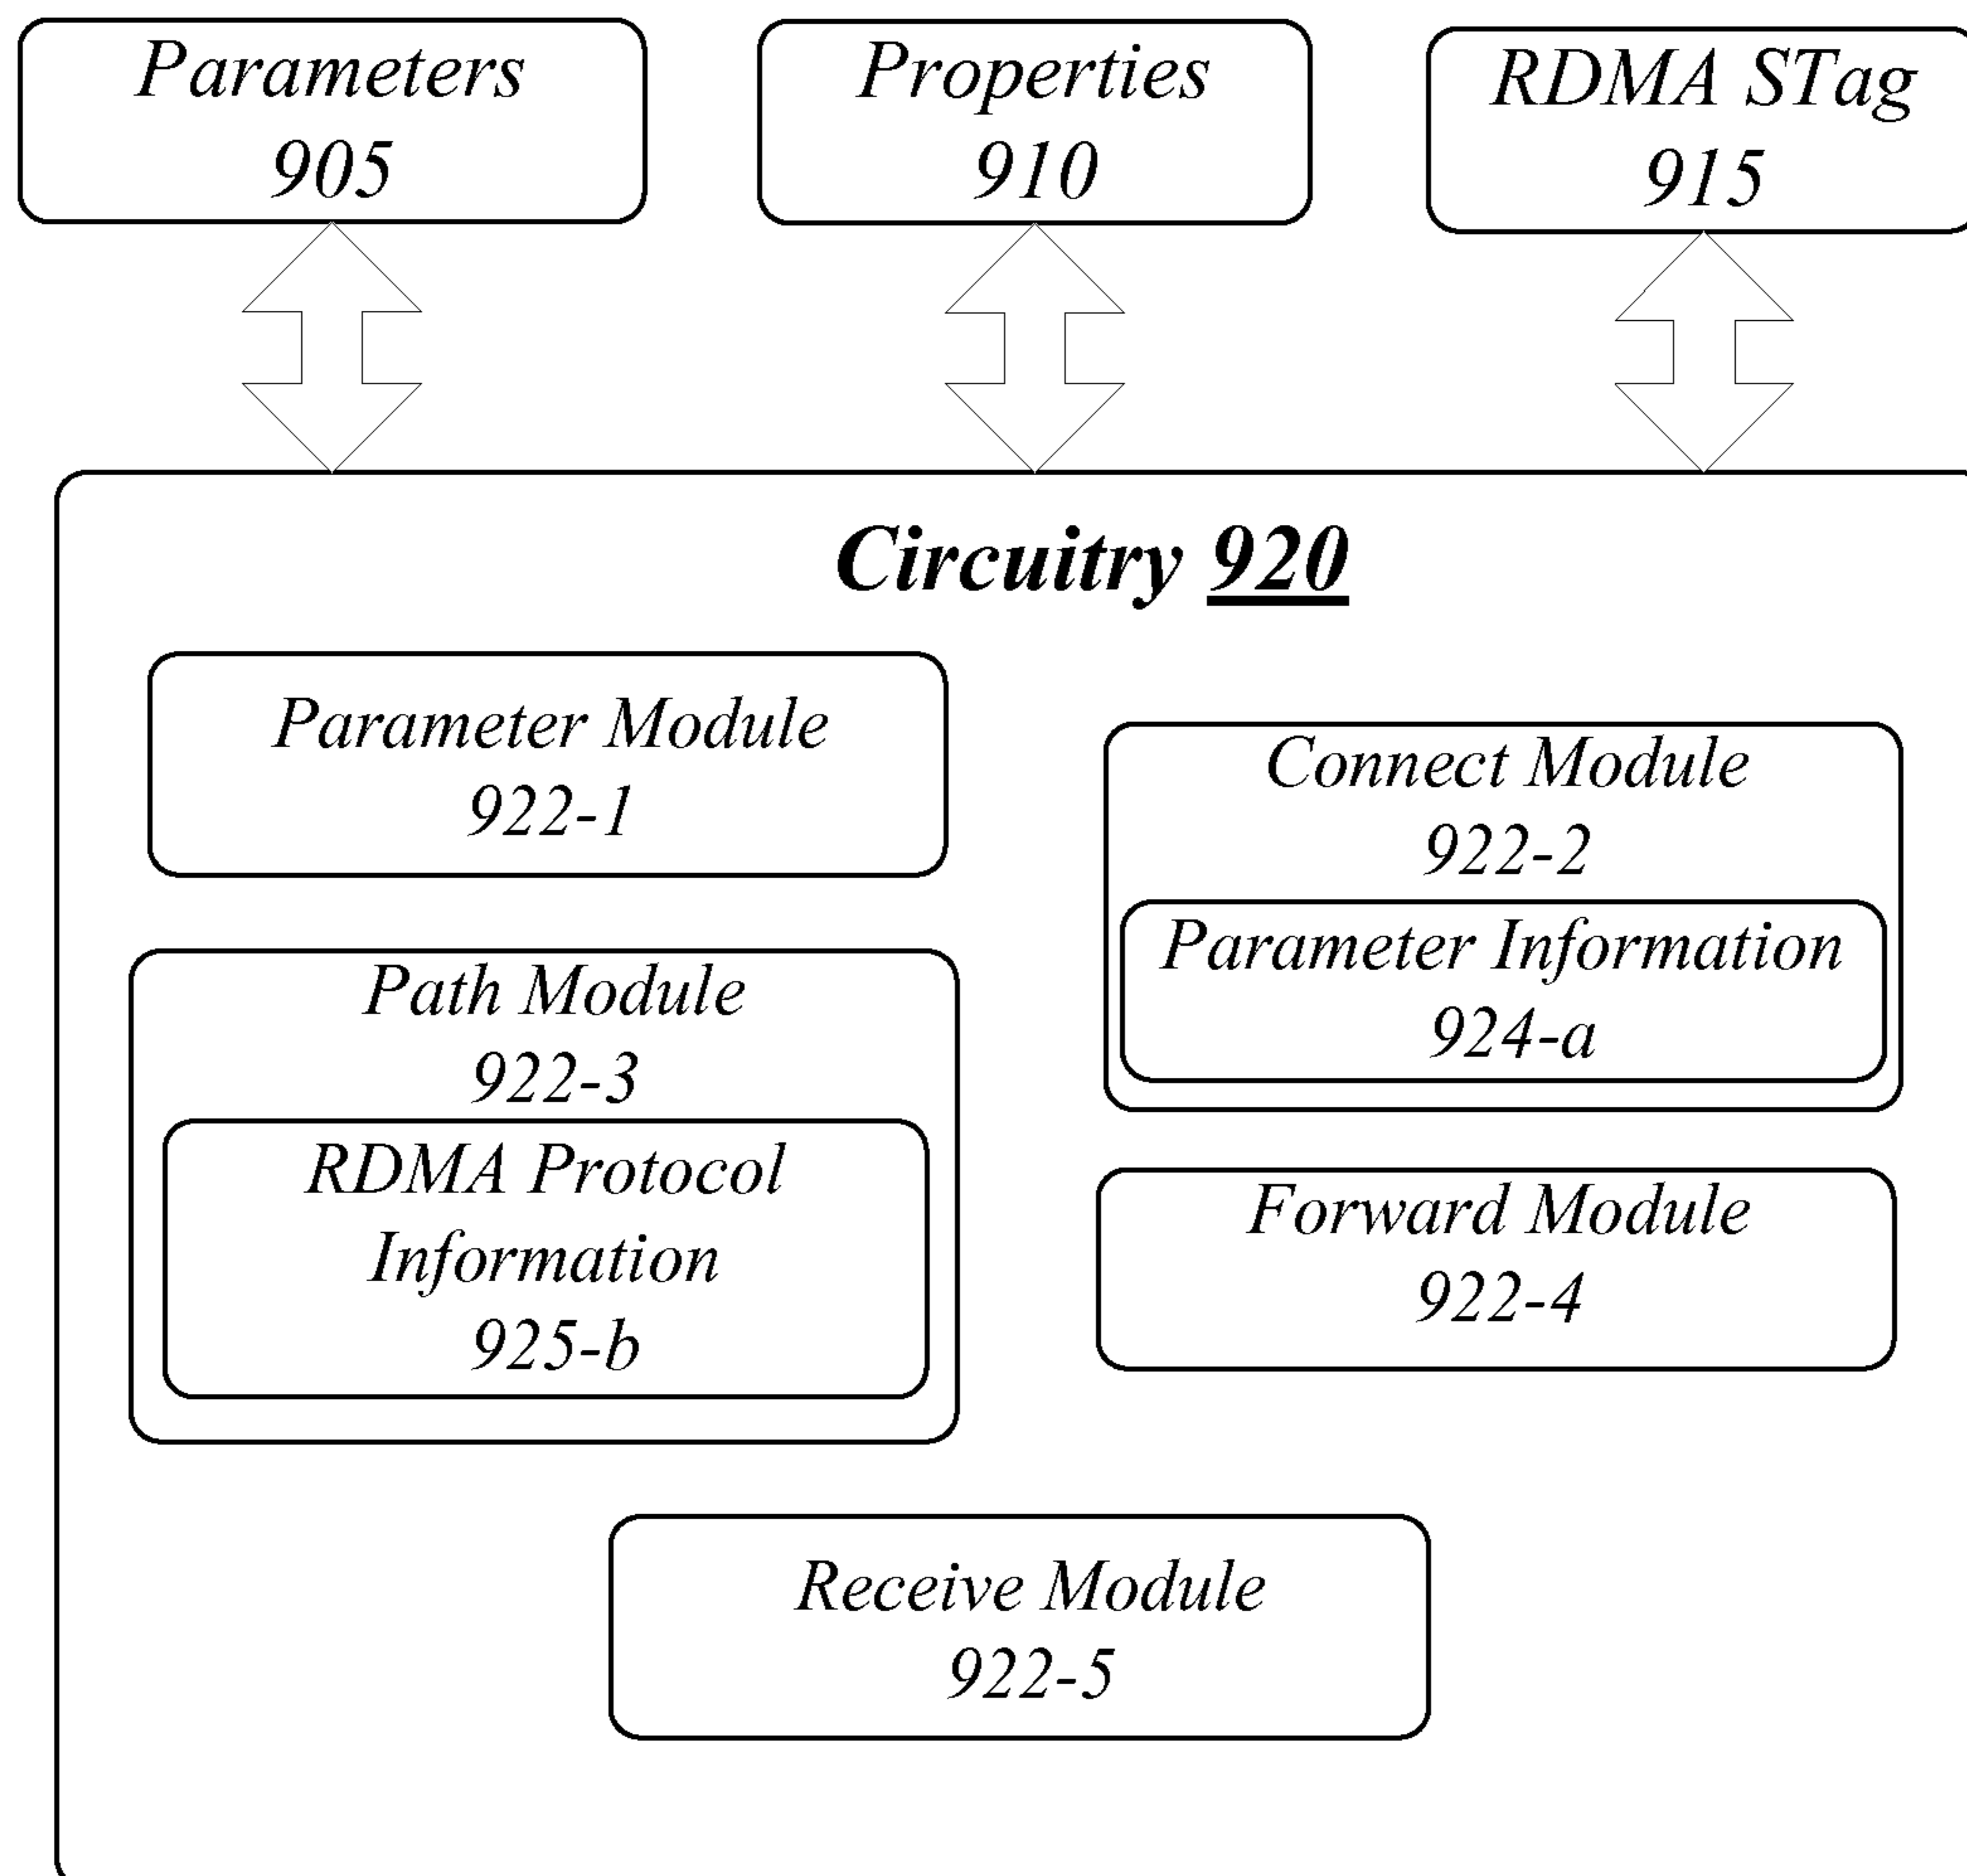 Parameters
905
Properties
910
RDMA STag
915
Circuitry 920
Parameter Module
922-1
Connect Module
922-2
Parameter Information
924-a
Path Module
922-3
RDMA Protocol
Information
925-b
Forward Module
922-4
Receive Module
922-5